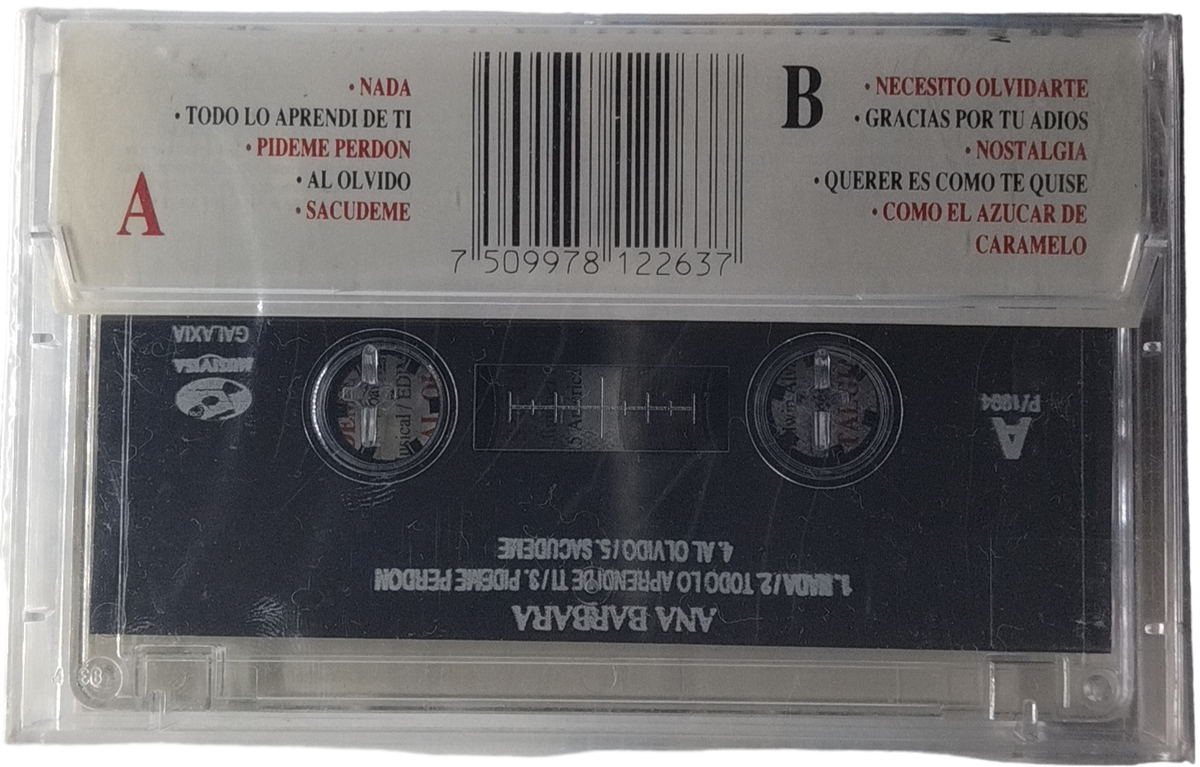 A
• NADA
• TODO LO APRENDI DE TI
• PIDEME PERDON
• AL OLVIDO
• SACUDEME
7 509978 122637
B
• NECESITO OLVIDARTE
• GRACIAS POR TU ADIOS
• NOSTALGIA
• QUERER ES COMO TE QUISE
• COMO EL AZUCAR DE
CARAMELO
ANA BARBARA
1. NADA / 2. TODO LO APRENDI DE TI / 3. PIDEME PERDON
4. AL OLVIDO / 5. SACUDEME
A
P/1994
MUSIVISA
GALAXIA